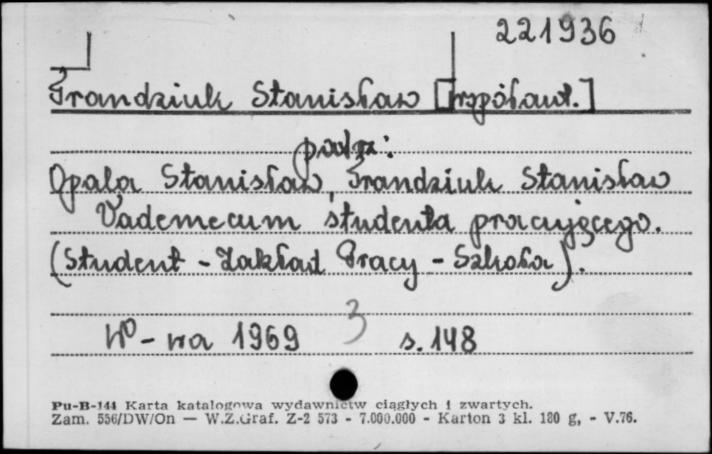 221936
Frandziuk Stanisław [współaut.]
patrz:
Opala Stanisław, Frandziuk Stanisław
Vademecum studenta pracującego.
(Student - Zakład Pracy - Szkoła).
W-wa 1969 3 s. 148
Pu-B-144 Karta katalogowa wydawnictw ciągłych i zwartych.
Zam. 556/DW/On — W.Z.Graf. Z-2 573 - 7.000.000 - Karton 3 kl. 180 g, - V.76.